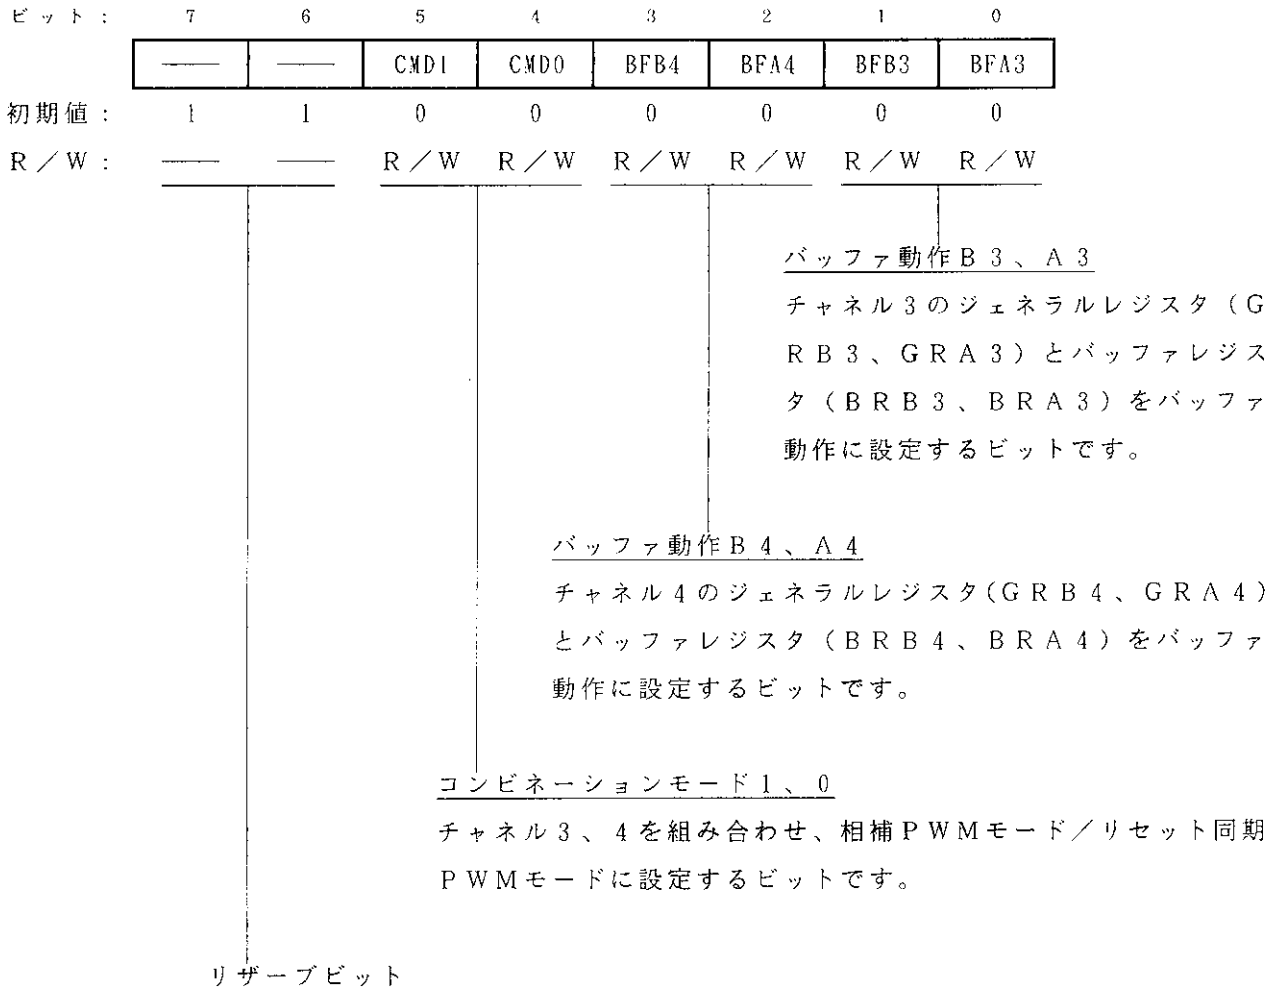 ビット： 7 6 5 4 3 2 1 0
―― ―― CMD1 CMD0 BFB4 BFA4 BFB3 BFA3
初期値： 1 1 0 0 0 0 0 0
R／W： ―― ―― R／W R／W R／W R／W R／W R／W
バッファ動作B3、A3
チャネル3のジェネラルレジスタ（G
RB3、GRA3）とバッファレジス
タ（BRB3、BRA3）をバッファ
動作に設定するビットです。
バッファ動作B4、A4
チャネル4のジェネラルレジスタ(GRB4、GRA4)
とバッファレジスタ（BRB4、BRA4）をバッファ
動作に設定するビットです。
コンビネーションモード1、0
チャネル3、4を組み合わせ、相補PWMモード／リセット同期
PWMモードに設定するビットです。
リザーブビット